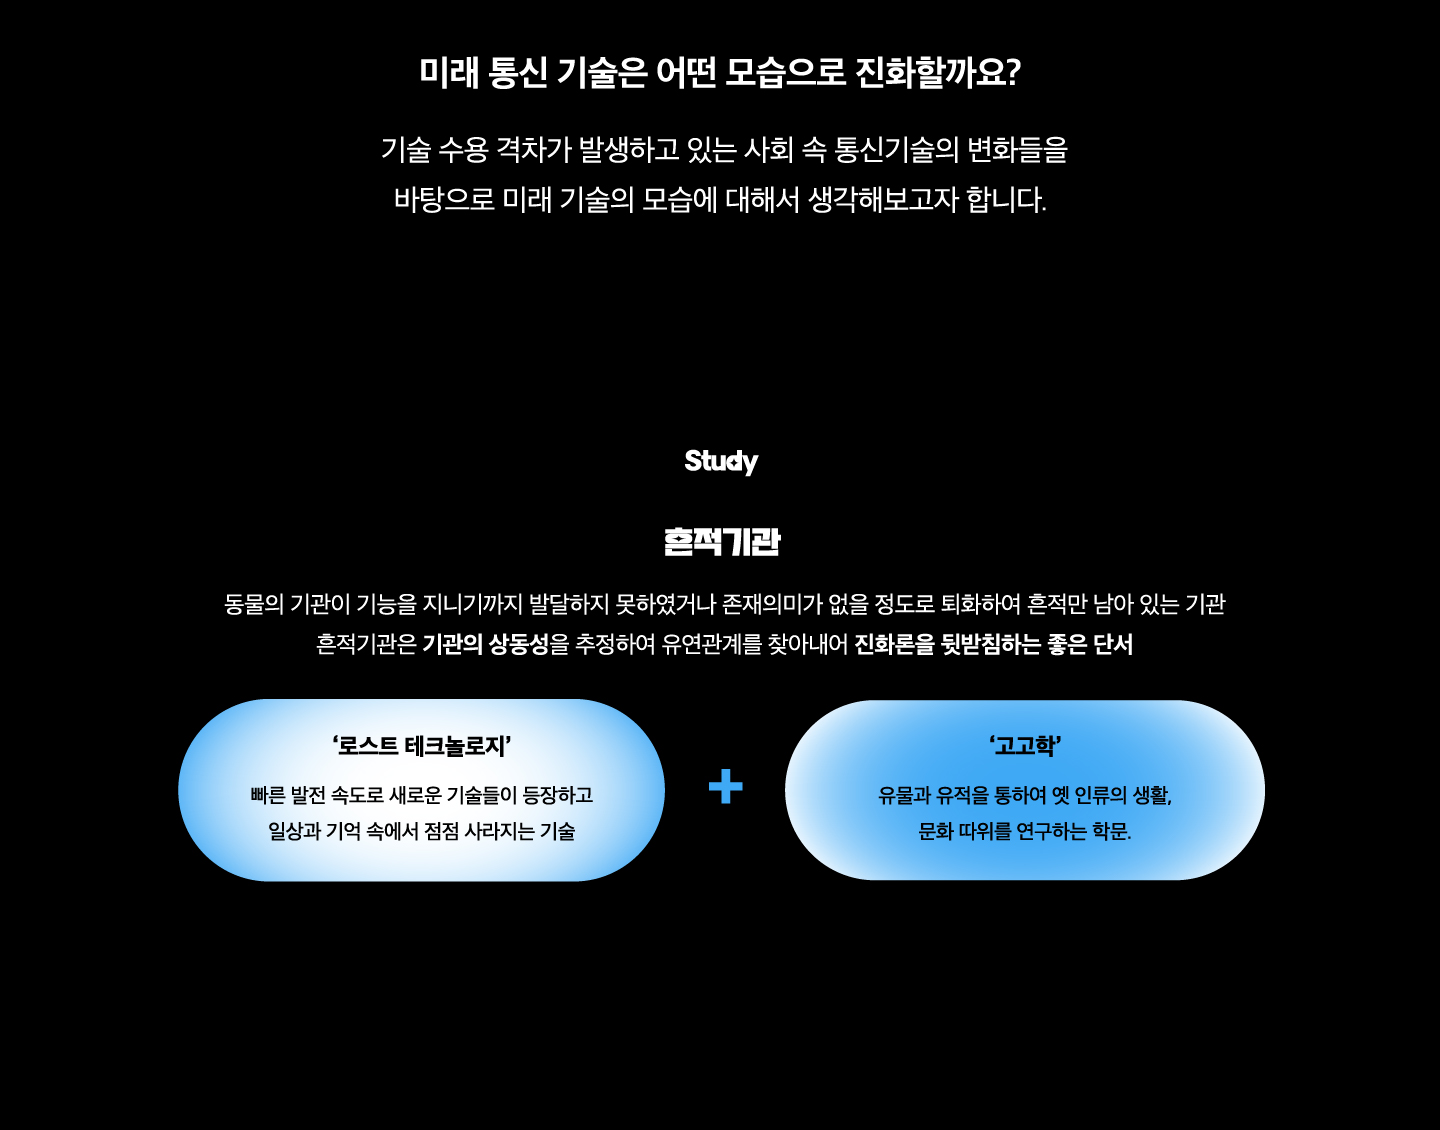 미래 통신 기술은 어떤 모습으로 진화할까요?
기술 수용 격차가 발생하고 있는 사회 속 통신기술의 변화들을
바탕으로 미래 기술의 모습에 대해서 생각해보고자 합니다.
Study
흔적기관
동물의 기관이 기능을 지니기까지 발달하지 못하였거나 존재의미가 없을 정도로 퇴화하여 흔적만 남아 있는 기관
흔적기관은 기관의 상동성을 추정하여 유연관계를 찾아내어 진화론을 뒷받침하는 좋은 단서
‘로스트 테크놀로지’
빠른 발전 속도로 새로운 기술들이 등장하고
일상과 기억 속에서 점점 사라지는 기술
+
‘고고학’
유물과 유적을 통하여 옛 인류의 생활,
문화 따위를 연구하는 학문.